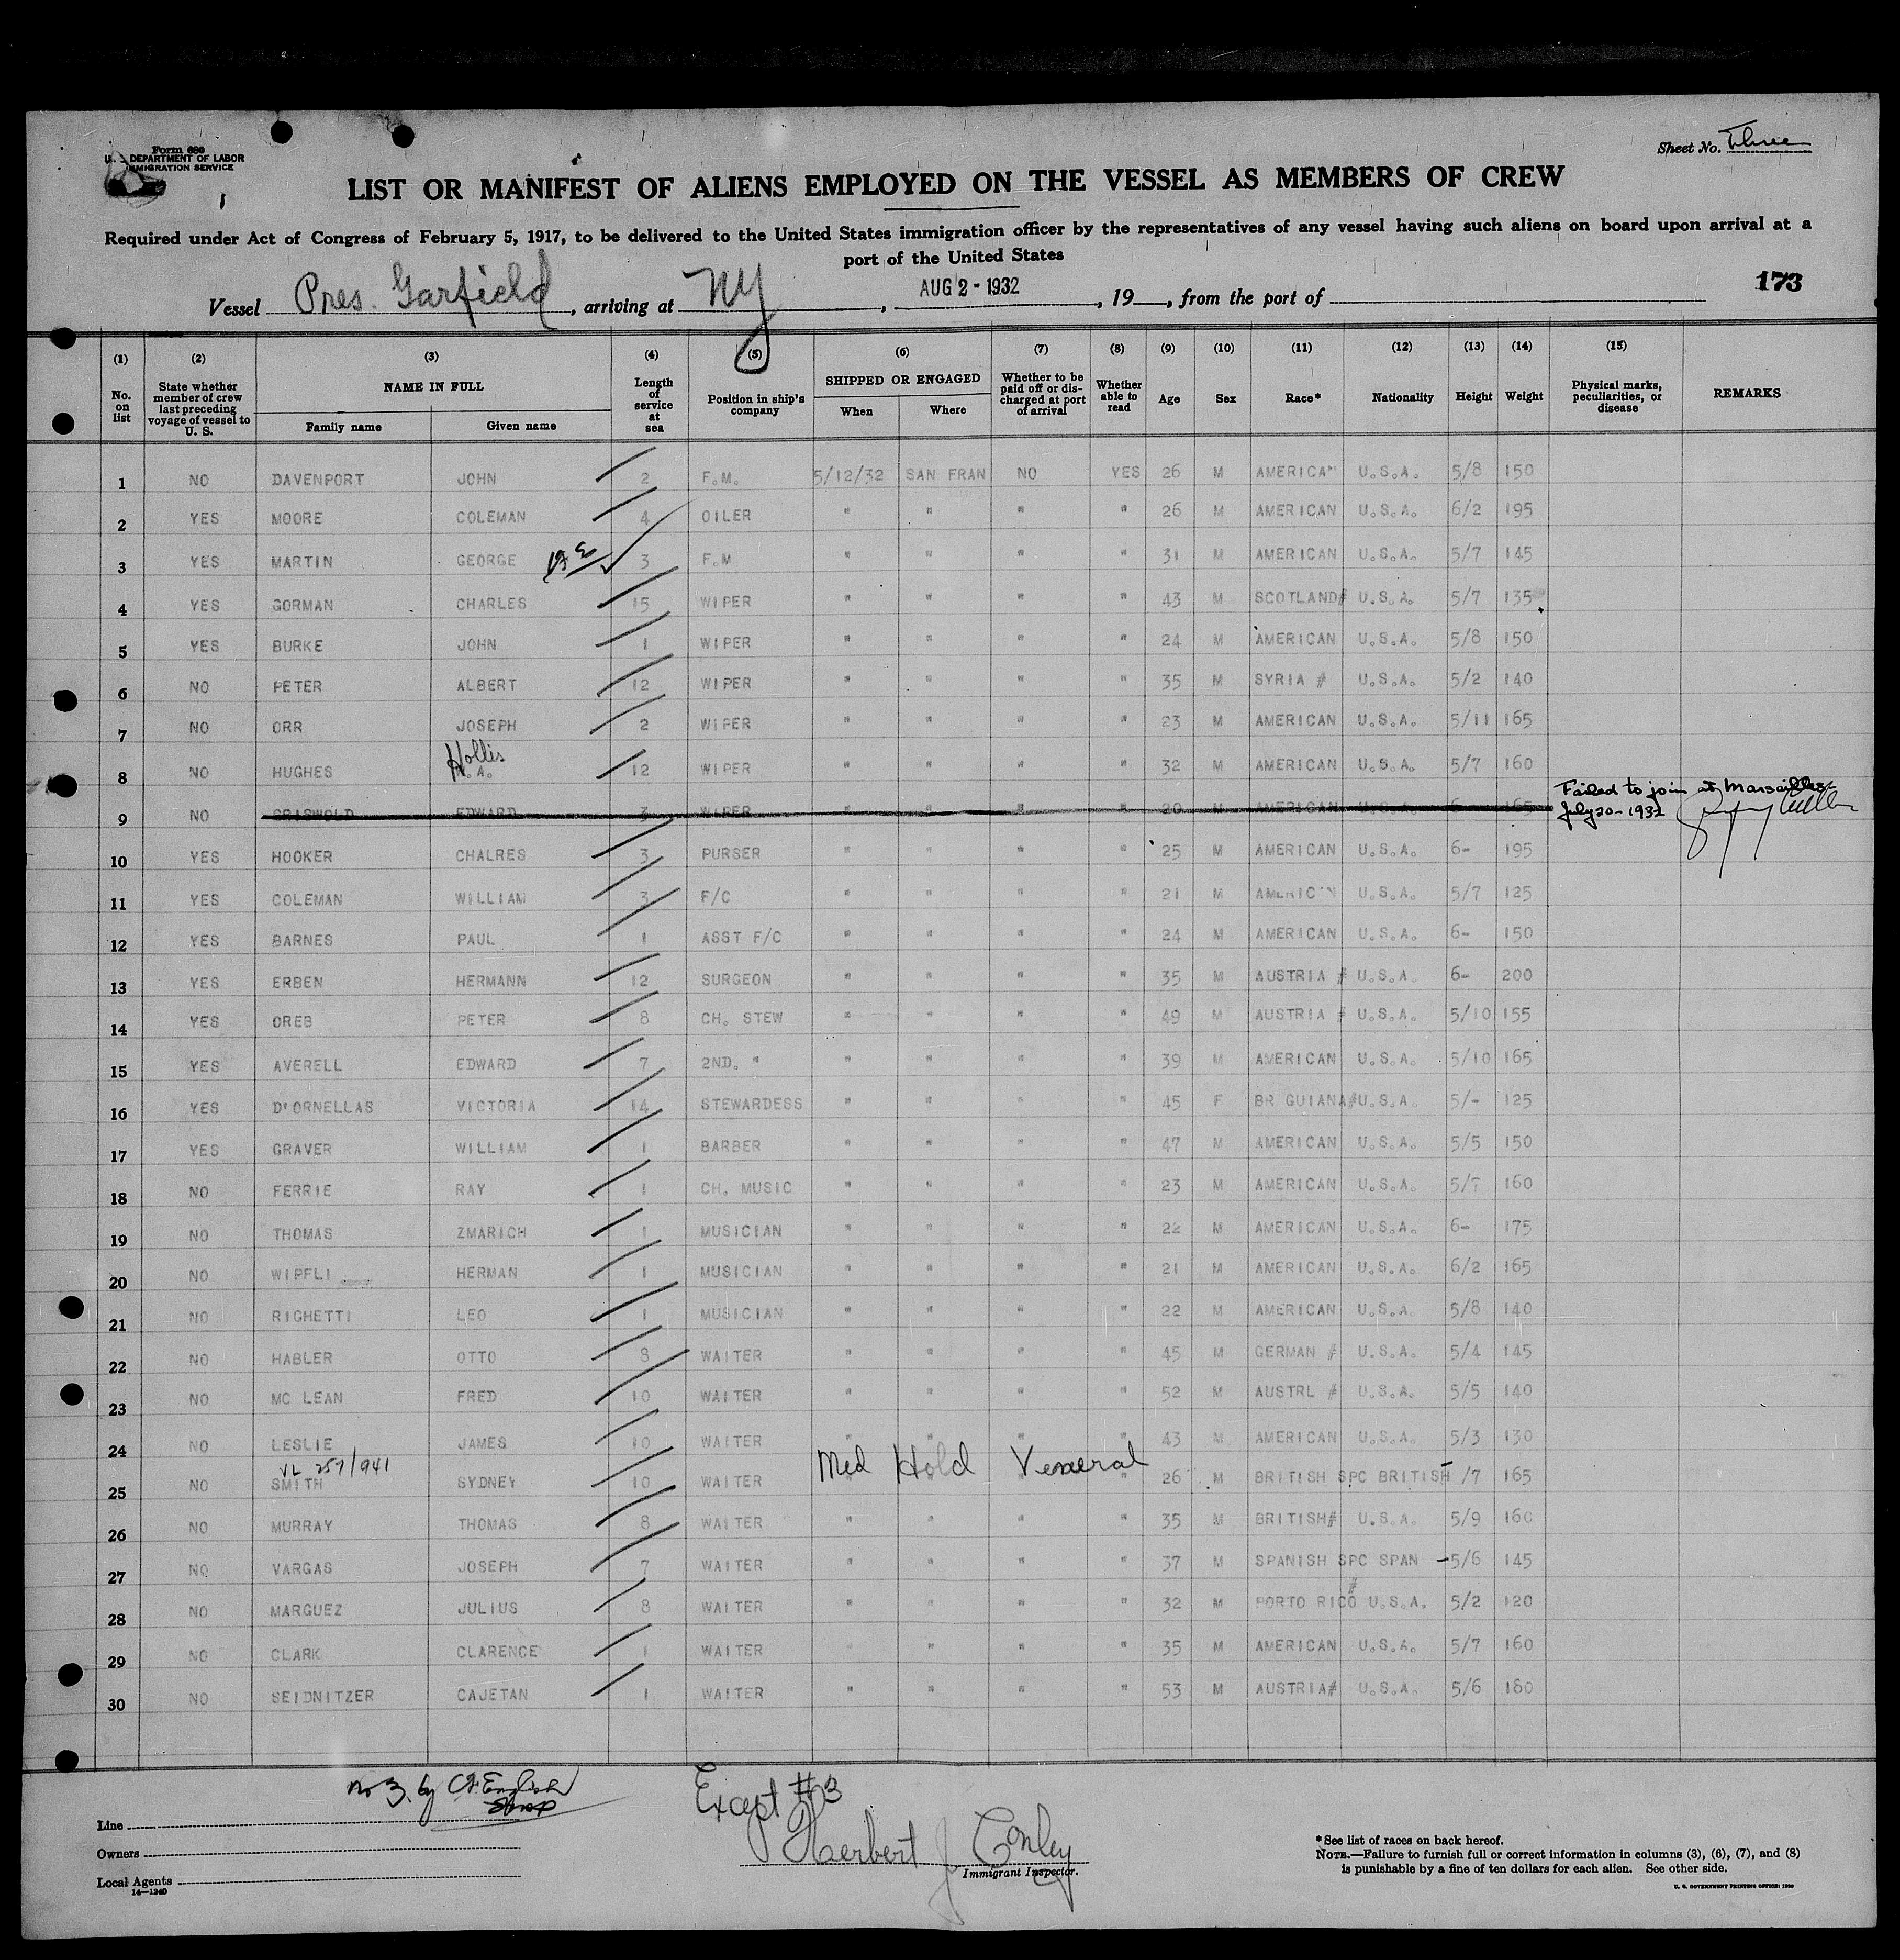 Form 680
U. S. DEPARTMENT OF LABOR
IMMIGRATION SERVICE
Sheet No. Three
LIST OR MANIFEST OF ALIENS EMPLOYED ON THE VESSEL AS MEMBERS OF CREW
Required under Act of Congress of February 5, 1917, to be delivered to the United States immigration officer by the representatives of any vessel having such aliens on board upon arrival at a
port of the United States
Vessel Pres. Garfield, arriving at NY, AUG 2 - 1932, 19__, from the port of
173
(1) (2) (3) (4) (5) (6) (7) (8) (9) (10) (11) (12) (13) (14) (15)
No. on list State whether member of crew last preceding voyage of vessel to U. S. NAME IN FULL Family name Given name Length of service at sea Position in ship's company SHIPPED OR ENGAGED When Where Whether to be paid off or discharged at port of arrival Whether able to read Age Sex Race* Nationality Height Weight Physical marks, peculiarities, or disease REMARKS
1 NO DAVENPORT JOHN 2 F.M. 5/12/32 SAN FRAN NO YES 26 M AMERICAN U.S.A. 5/8 150
2 YES MOORE COLEMAN 4 OILER " " " " 26 M AMERICAN U.S.A. 6/2 195
3 YES MARTIN GEORGE 3 F.M " " " " 31 M AMERICAN U.S.A. 5/7 145
4 YES GORMAN CHARLES 15 WIPER " " " " 43 M SCOTLAND# U.S.A. 5/7 135
5 YES BURKE JOHN 1 WIPER " " " " 24 M AMERICAN U.S.A. 5/8 150
6 NO PETER ALBERT 12 WIPER " " " " 35 M SYRIA # U.S.A. 5/2 140
7 NO ORR JOSEPH 2 WIPER " " " " 23 M AMERICAN U.S.A. 5/11 165
Hollis
8 NO HUGHES H.A. 12 WIPER " " " " 32 M AMERICAN U.S.A. 5/7 160
9 NO GRISWOLD EDWARD 3 WIPER " " " " 20 M AMERICAN U.S.A. 6- 165 Failed to join at Marseilles July 20-1932
10 YES HOOKER CHALRES 3 PURSER " " " " 25 M AMERICAN U.S.A. 6- 195
11 YES COLEMAN WILLIAM 3 F/C " " " " 21 M AMERICAN U.S.A. 5/7 125
12 YES BARNES PAUL 1 ASST F/C " " " " 24 M AMERICAN U.S.A. 6- 150
13 YES ERBEN HERMANN 12 SURGEON " " " " 35 M AUSTRIA # U.S.A. 6- 200
14 YES OREB PETER 8 CH. STEW " " " " 49 M AUSTRIA # U.S.A. 5/10 155
15 YES AVERELL EDWARD 7 2ND. " " " " " 39 M AMERICAN U.S.A. 5/10 165
16 YES D'ORNELLAS VICTORIA 14 STEWARDESS " " " " 45 F BR GUIANA# U.S.A. 5/- 125
17 YES GRAVER WILLIAM 1 BARBER " " " " 47 M AMERICAN U.S.A. 5/5 150
18 NO FERRIE RAY 1 CH. MUSIC " " " " 23 M AMERICAN U.S.A. 5/7 160
19 NO THOMAS ZMARICH 1 MUSICIAN " " " " 22 M AMERICAN U.S.A. 6- 175
20 NO WIPFLI HERMAN 1 MUSICIAN " " " " 21 M AMERICAN U.S.A. 6/2 165
21 NO RIGHETTI LEO 1 MUSICIAN " " " " 22 M AMERICAN U.S.A. 5/8 140
22 NO HABLER OTTO 8 WAITER " " " " 45 M GERMAN # U.S.A. 5/4 145
23 NO MC LEAN FRED 10 WAITER " " " " 52 M AUSTRL # U.S.A. 5/5 140
24 NO LESLIE JAMES 10 WAITER " " " " 43 M AMERICAN U.S.A. 5/3 130
VL 257/941
25 NO SMITH SYDNEY 10 WAITER Med Hold Veneral " 26 M BRITISH SPC BRITISH /7 165
26 NO MURRAY THOMAS 8 WAITER " " " " 35 M BRITISH# U.S.A. 5/9 160
27 NO VARGAS JOSEPH 7 WAITER " " " " 37 M SPANISH SPC SPAN - 5/6 145
28 NO MARGUEZ JULIUS 8 WAITER " " " " 32 M PORTO RICO # U.S.A. 5/2 120
29 NO CLARK CLARENCE 1 WAITER " " " 35 M AMERICAN U.S.A. 5/7 160
30 NO SEIDNITZER CAJETAN 1 WAITER " " " " 53 M AUSTRIA# U.S.A. 5/6 180
No 3. by C.F. English
Except #3
Line
Herbert J Conley
Owners
Immigrant Inspector.
Local Agents
14—1240
*See list of races on back hereof.
NOTE.—Failure to furnish full or correct information in columns (3), (6), (7), and (8)
is punishable by a fine of ten dollars for each alien. See other side.
U. S. GOVERNMENT PRINTING OFFICE: 1930